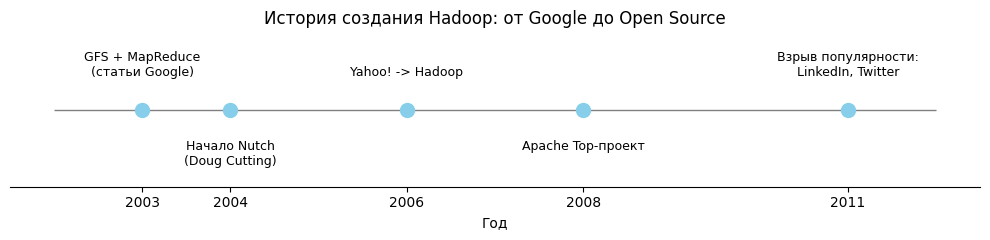 История создания Hadoop: от Google до Open Source
GFS + MapReduce
(статьи Google)
Yahoo! -> Hadoop
Взрыв популярности:
LinkedIn, Twitter
Начало Nutch
(Doug Cutting)
Apache Top-проект
2003 2004 2006 2008 2011
Год